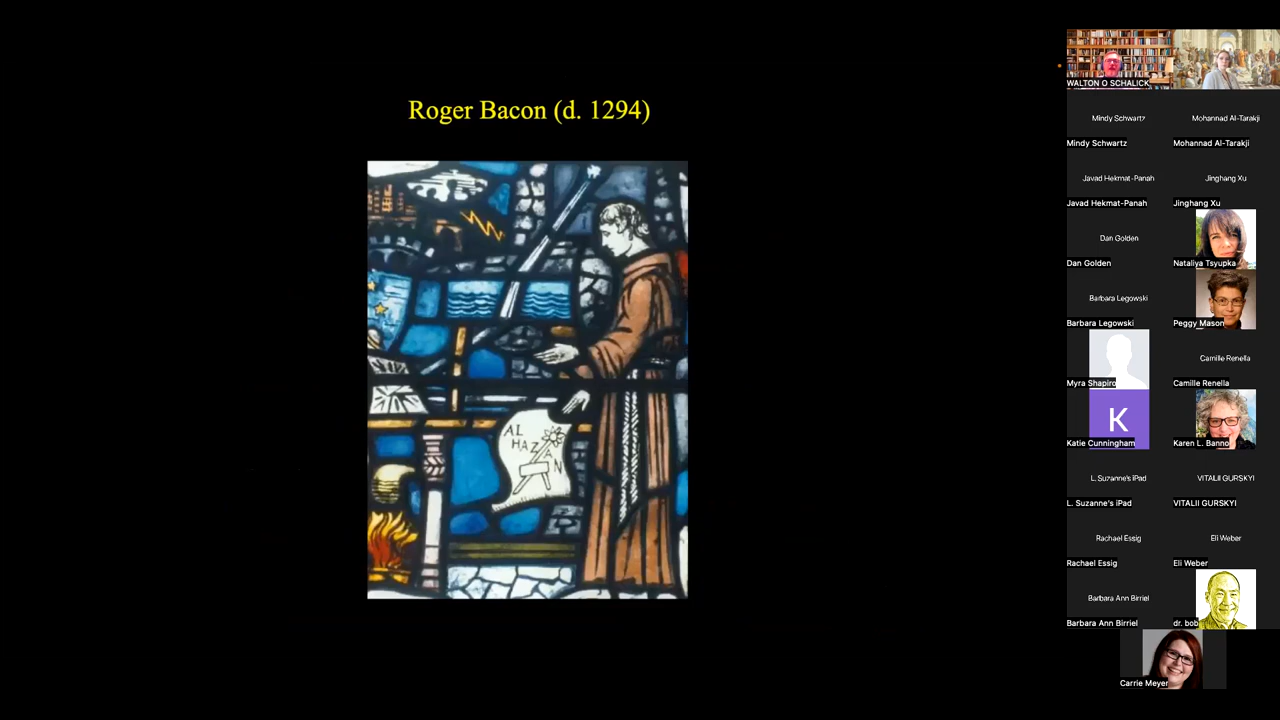 Roger Bacon (d. 1294)
AL
HAZ
AN
WALTON O SCHALICK
Mindy Schwartz
Mohannad Al-Tarakji
Mindy Schwartz
Mohannad Al-Tarakji
Javad Hekmat-Panah
Jinghang Xu
Javad Hekmat-Panah
Jinghang Xu
Dan Golden
Dan Golden
Nataliya Tsyupka
Barbara Legowski
Barbara Legowski
Peggy Mason
Camille Renella
Myra Shapiro
Camille Renella
K
Katie Cunningham
Karen L. Banno
L. Suzanne's iPad
VITALII GURSKYI
L. Suzanne's iPad
VITALII GURSKYI
Rachael Essig
Eli Weber
Rachael Essig
Eli Weber
Barbara Ann Birriel
Barbara Ann Birriel
dr. bob
Carrie Meyer